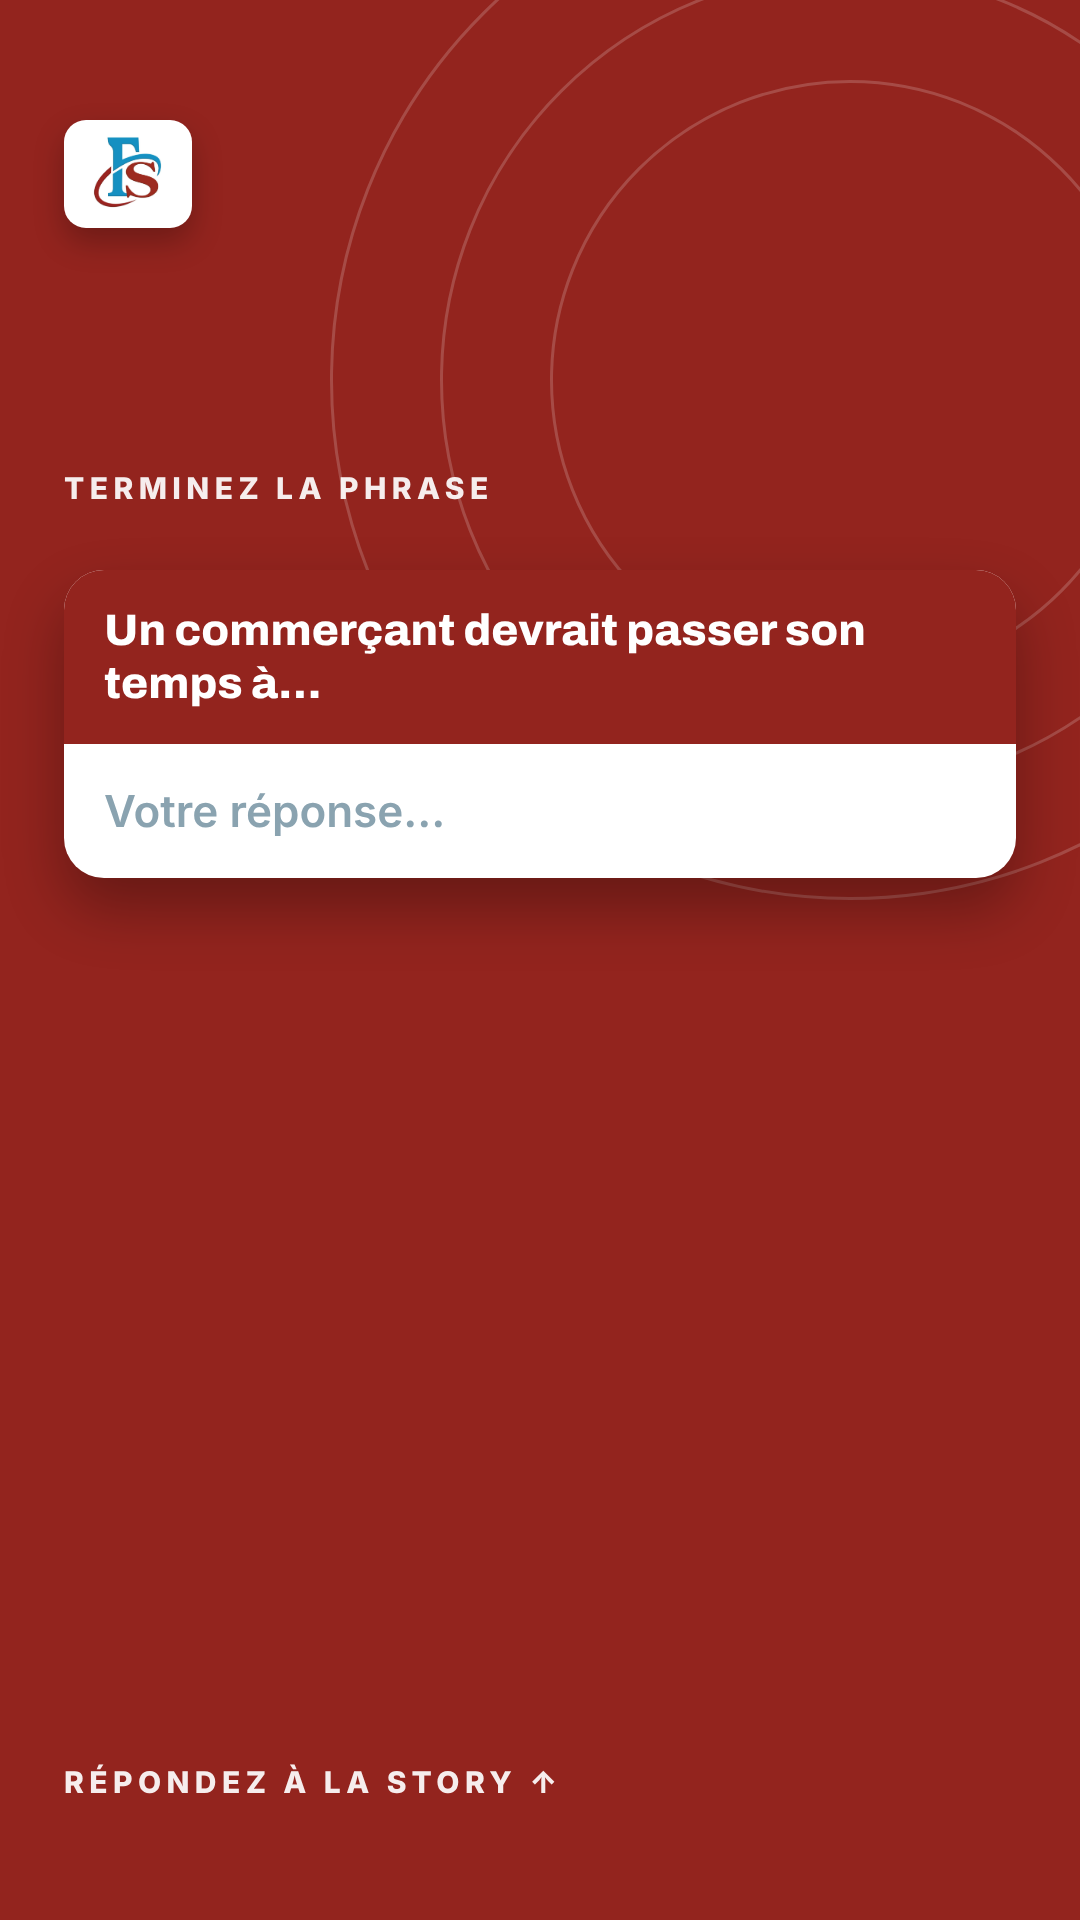 FS
TERMINEZ LA PHRASE
Un commerçant devrait passer son
temps à...
Votre réponse...
RÉPONDEZ À LA STORY ↑